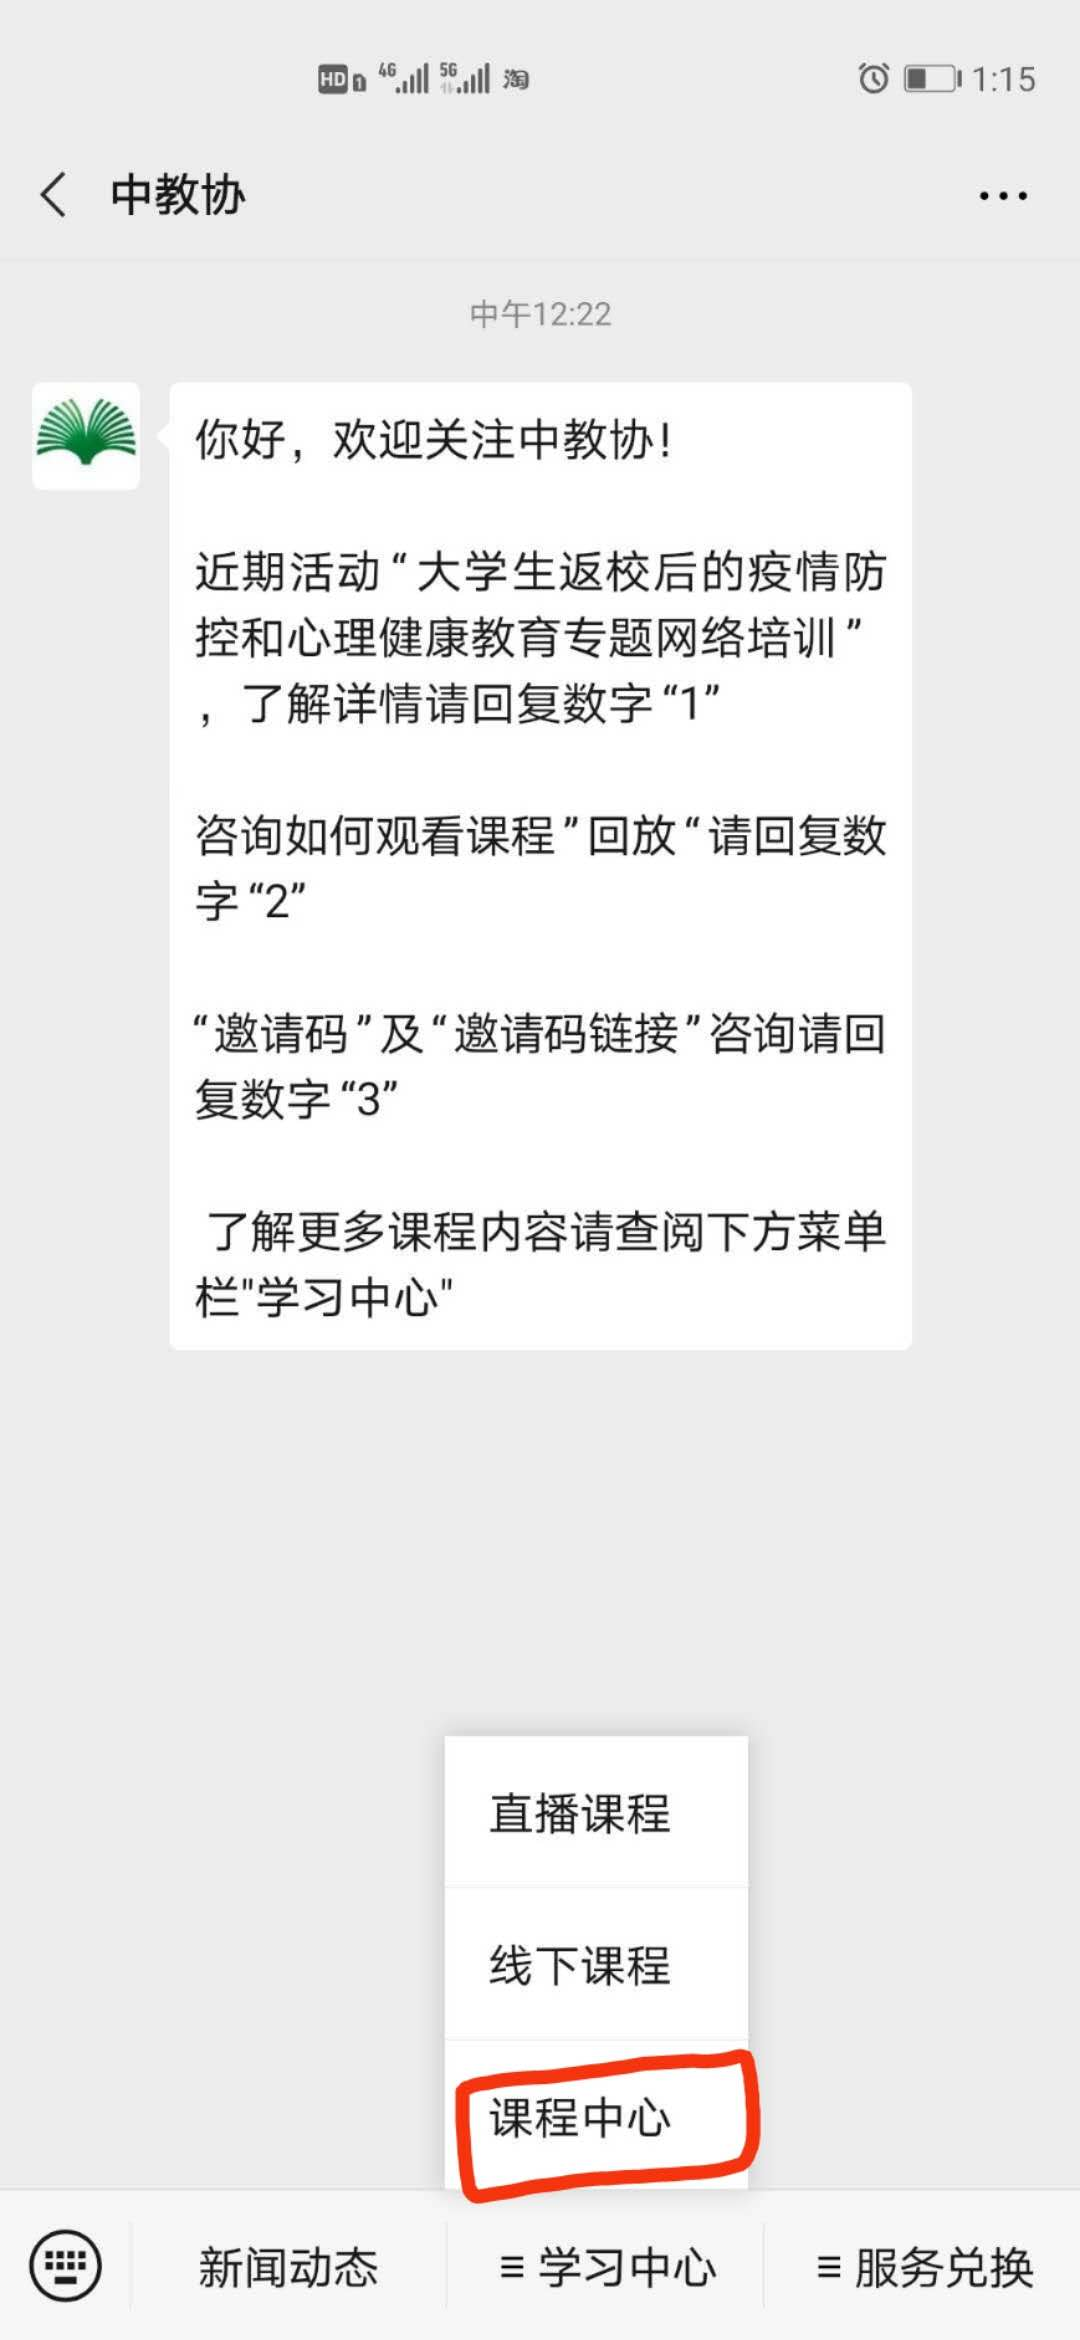 HD 1 4G 5G 淘 1:15
中教协
中午12:22
你好，欢迎关注中教协！
近期活动“大学生返校后的疫情防
控和心理健康教育专题网络培训”
，了解详情请回复数字“1”
咨询如何观看课程”回放“请回复数
字“2”
“邀请码”及“邀请码链接”咨询请回
复数字“3”
了解更多课程内容请查阅下方菜单
栏"学习中心"
直播课程
线下课程
课程中心
新闻动态
学习中心
服务兑换